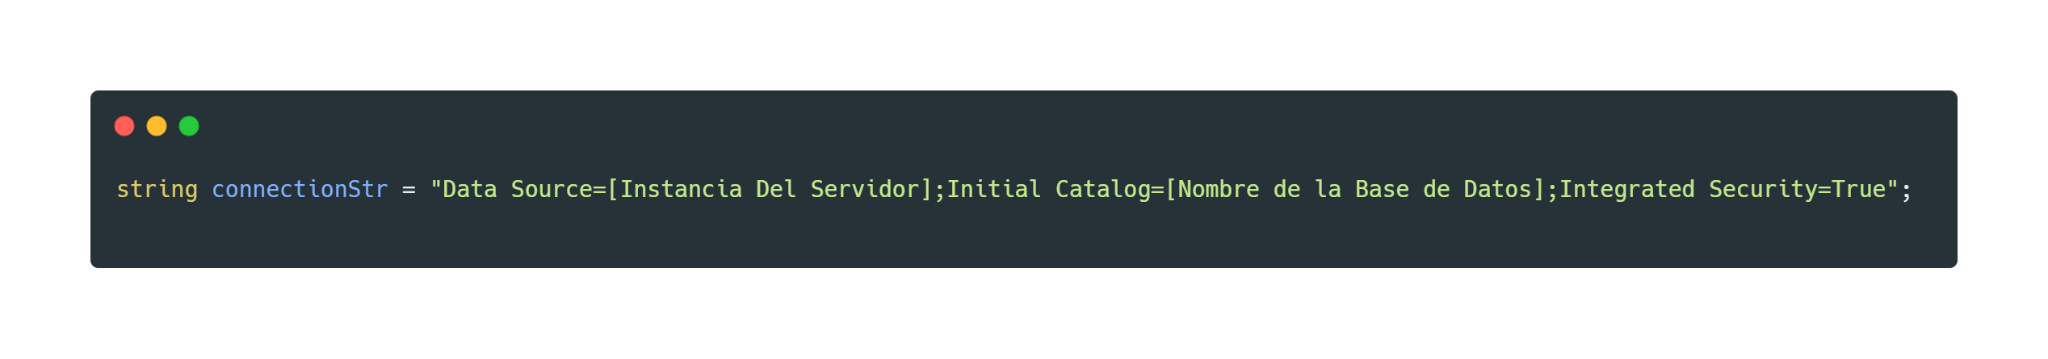 string connectionStr = "Data Source=[Instancia Del Servidor];Initial Catalog=[Nombre de la Base de Datos];Integrated Security=True";